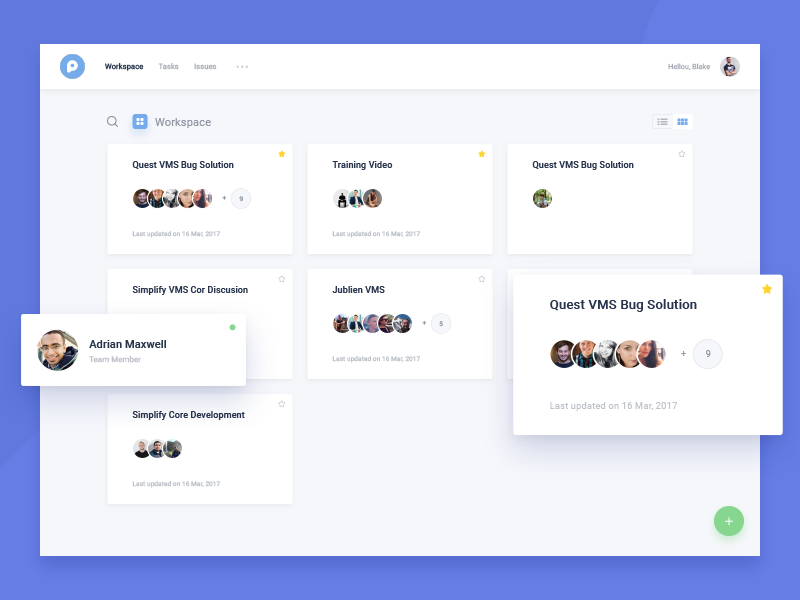 Workspace Tasks Issues
Hellou, Blake
Workspace
Quest VMS Bug Solution
+ 9
Last updated on 16 Mar, 2017
Training Video
Last updated on 16 Mar, 2017
Quest VMS Bug Solution
Simplify VMS Cor Discusion
Jublien VMS
+ 5
Last updated on 16 Mar, 2017
Quest VMS Bug Solution
+ 9
Last updated on 16 Mar, 2017
Adrian Maxwell
Team Member
Simplify Core Development
Last updated on 16 Mar, 2017
+